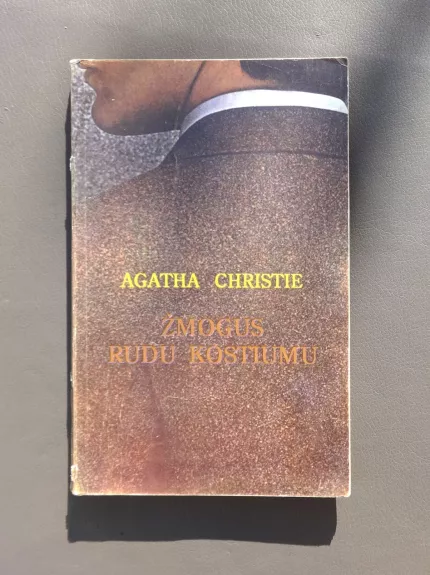 AGATHA CHRISTIE
ŽMOGUS
RUDU KOSTIUMU